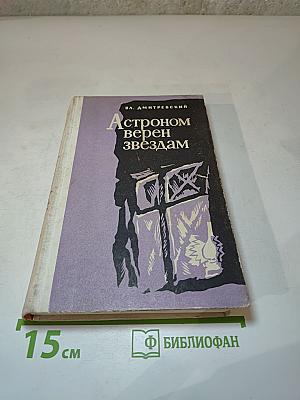 ВЛ. ДМИТРЕВСКИЙ
Астроном
верен
звездам
15 см
Ф БИБЛИОФАН